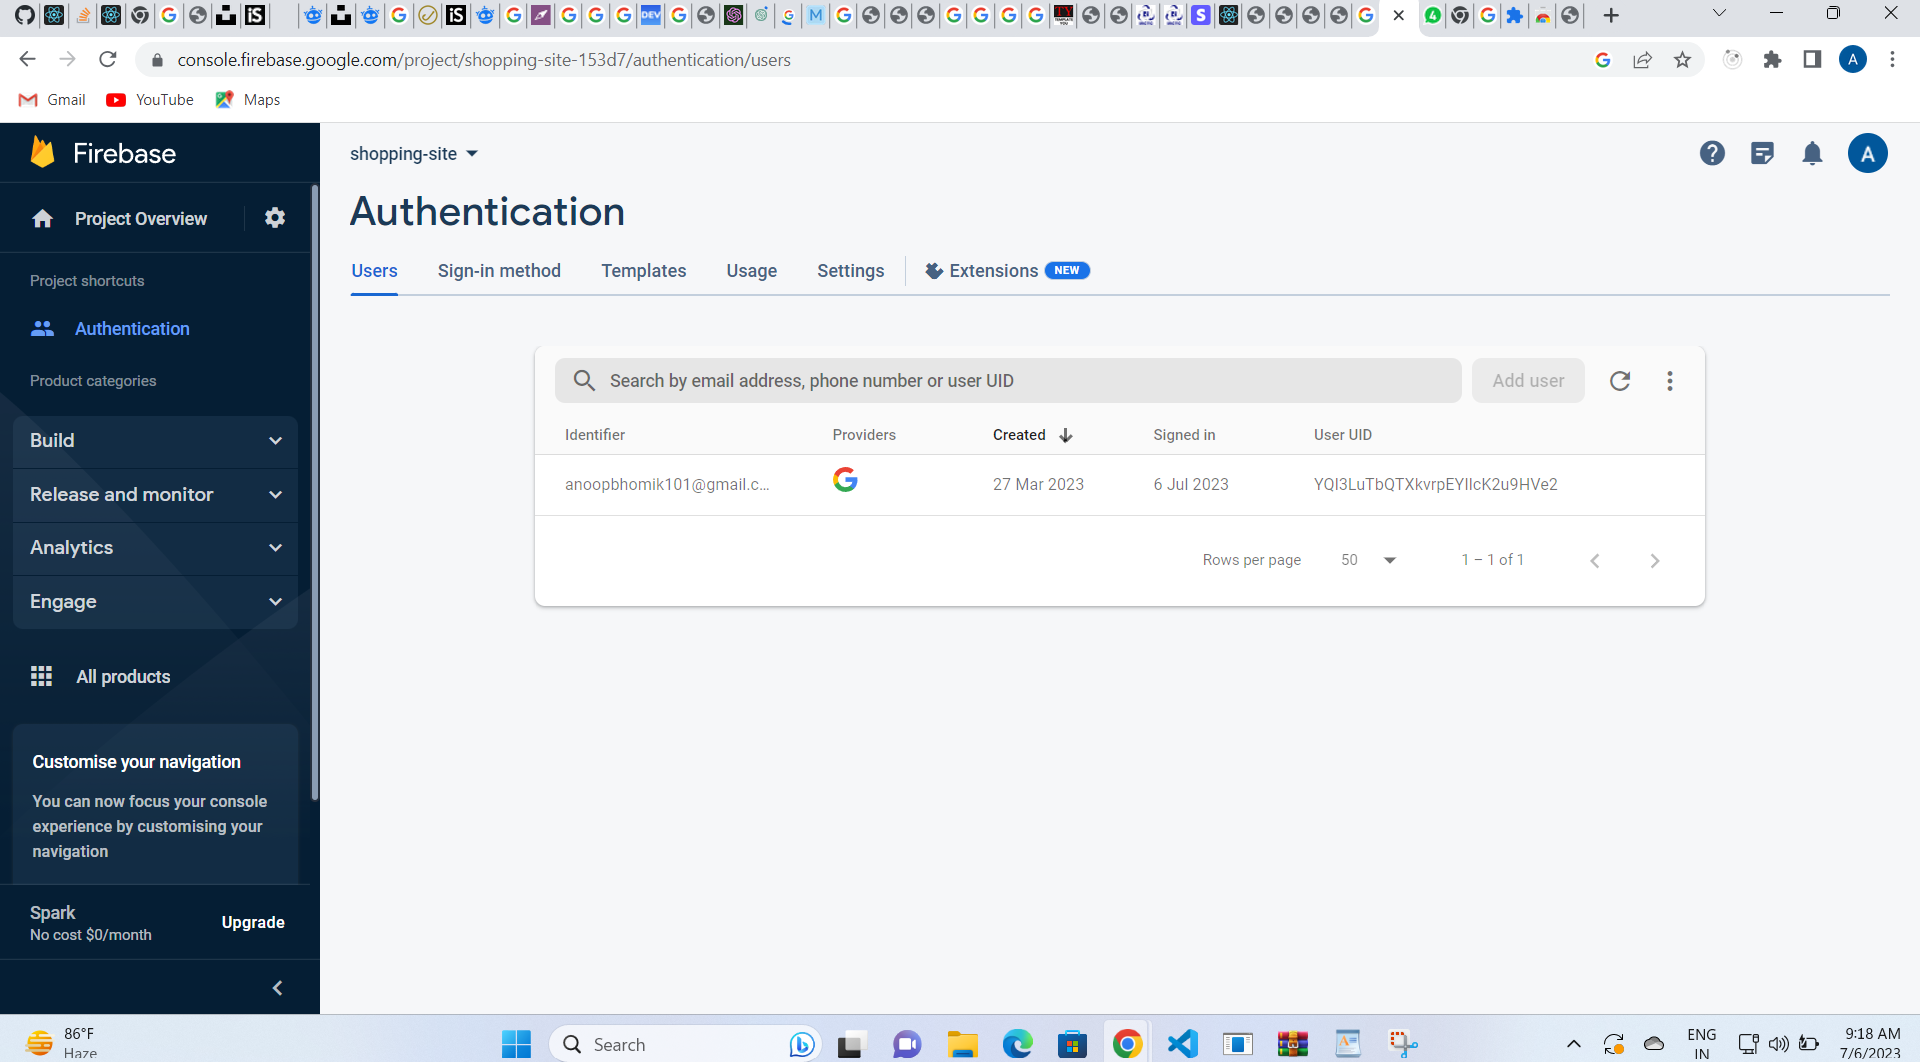 console.firebase.google.com/project/shopping-site-153d7/authentication/users
Gmail
YouTube
Maps
Firebase
shopping-site
A
Project Overview
Authentication
Users
Sign-in method
Templates
Usage
Settings
Extensions
NEW
Project shortcuts
Authentication
Product categories
Build
Release and monitor
Analytics
Engage
All products
Search by email address, phone number or user UID
Add user
Identifier
Providers
Created
Signed in
User UID
anoopbhomik101@gmail.c...
27 Mar 2023
6 Jul 2023
YQI3LuTbQTXkvrpEYIlcK2u9HVe2
Rows per page
50
1 – 1 of 1
Customise your navigation
You can now focus your console
experience by customising your
navigation
Spark
No cost $0/month
Upgrade
86°F
Haze
Search
ENG
IN
9:18 AM
7/6/2023